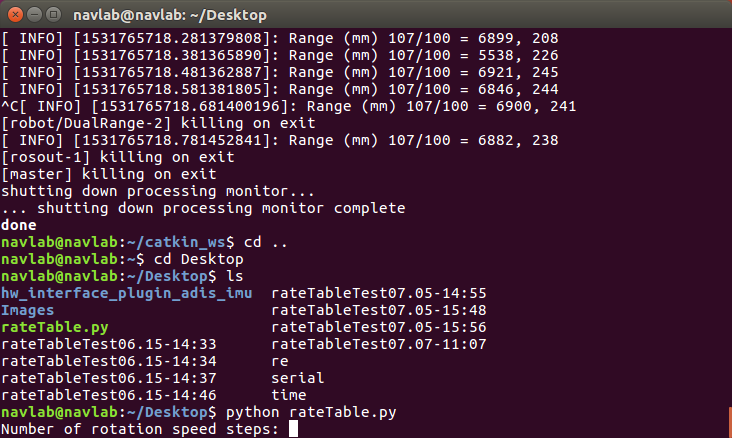 navlab@navlab: ~/Desktop
[ INFO] [1531765718.281379808]: Range (mm) 107/100 = 6899, 208
[ INFO] [1531765718.381365890]: Range (mm) 107/100 = 5538, 226
[ INFO] [1531765718.481362887]: Range (mm) 107/100 = 6921, 245
[ INFO] [1531765718.581381805]: Range (mm) 107/100 = 6846, 244
^C[ INFO] [1531765718.681400196]: Range (mm) 107/100 = 6900, 241
[robot/DualRange-2] killing on exit
[ INFO] [1531765718.781452841]: Range (mm) 107/100 = 6882, 238
[rosout-1] killing on exit
[master] killing on exit
shutting down processing monitor...
... shutting down processing monitor complete
done
navlab@navlab:~/catkin_ws$ cd ..
navlab@navlab:~$ cd Desktop
navlab@navlab:~/Desktop$ ls
hw_interface_plugin_adis_imu  rateTableTest07.05-14:55
Images                        rateTableTest07.05-15:48
rateTable.py                  rateTableTest07.05-15:56
rateTableTest06.15-14:33      rateTableTest07.07-11:07
rateTableTest06.15-14:34      re
rateTableTest06.15-14:37      serial
rateTableTest06.15-14:46      time
navlab@navlab:~/Desktop$ python rateTable.py
Number of rotation speed steps: